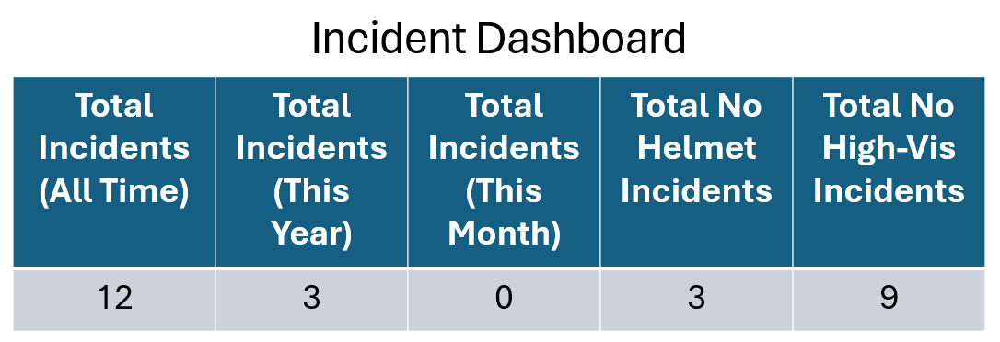 Incident Dashboard
Total
Incidents
(All Time)
Total
Incidents
(This
Year)
Total
Incidents
(This
Month)
Total No
Helmet
Incidents
Total No
High-Vis
Incidents
12
3
0
3
9